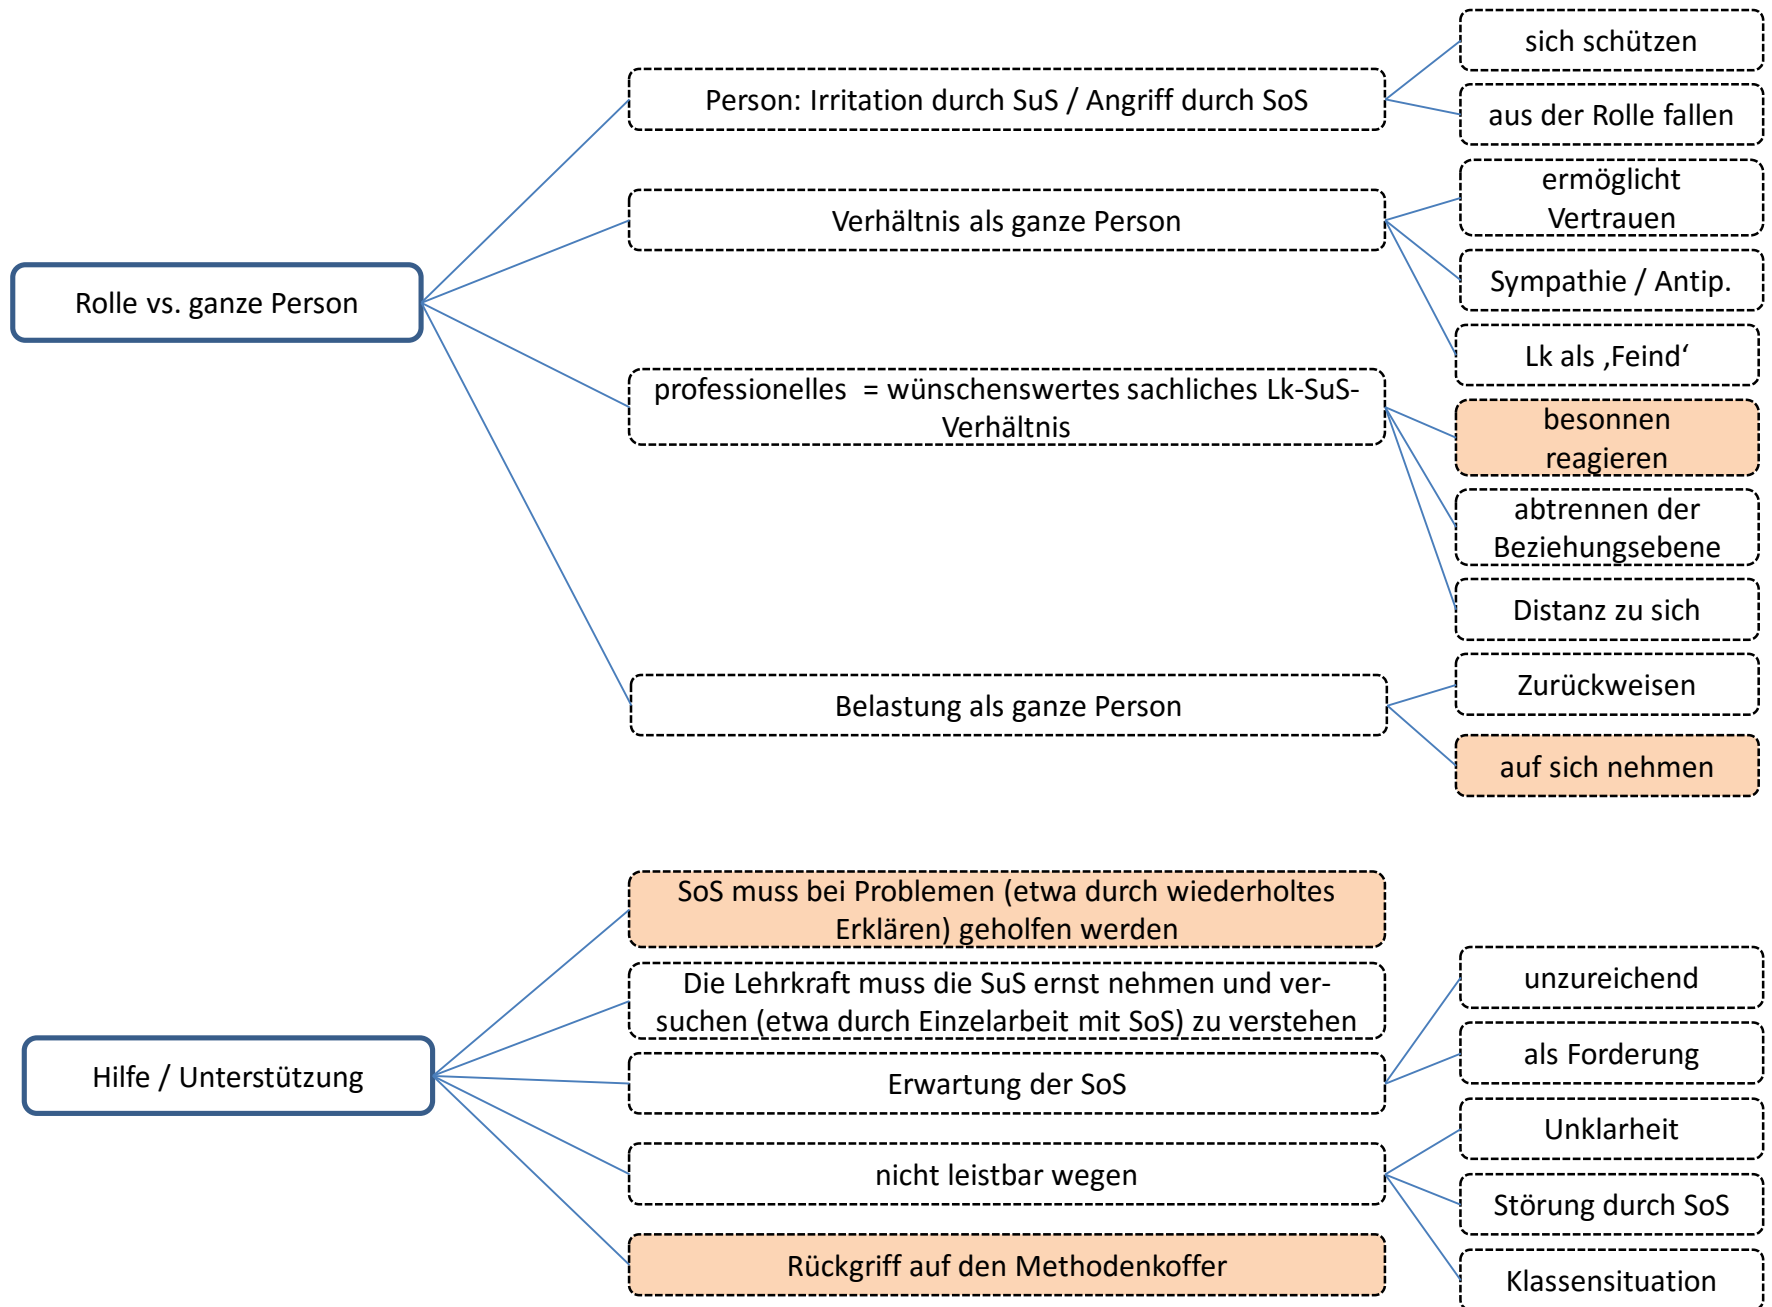 sich schützen
Person: Irritation durch SuS / Angriff durch SoS
aus der Rolle fallen
ermöglicht
Vertrauen
Verhältnis als ganze Person
Sympathie / Antip.
Rolle vs. ganze Person
Lk als ‚Feind‘
professionelles = wünschenswertes sachliches Lk-SuS-
Verhältnis
besonnen
reagieren
abtrennen der
Beziehungsebene
Distanz zu sich
Zurückweisen
Belastung als ganze Person
auf sich nehmen
SoS muss bei Problemen (etwa durch wiederholtes
Erklären) geholfen werden
Die Lehrkraft muss die SuS ernst nehmen und ver-
suchen (etwa durch Einzelarbeit mit SoS) zu verstehen
unzureichend
Hilfe / Unterstützung
Erwartung der SoS
als Forderung
Unklarheit
nicht leistbar wegen
Störung durch SoS
Rückgriff auf den Methodenkoffer
Klassensituation